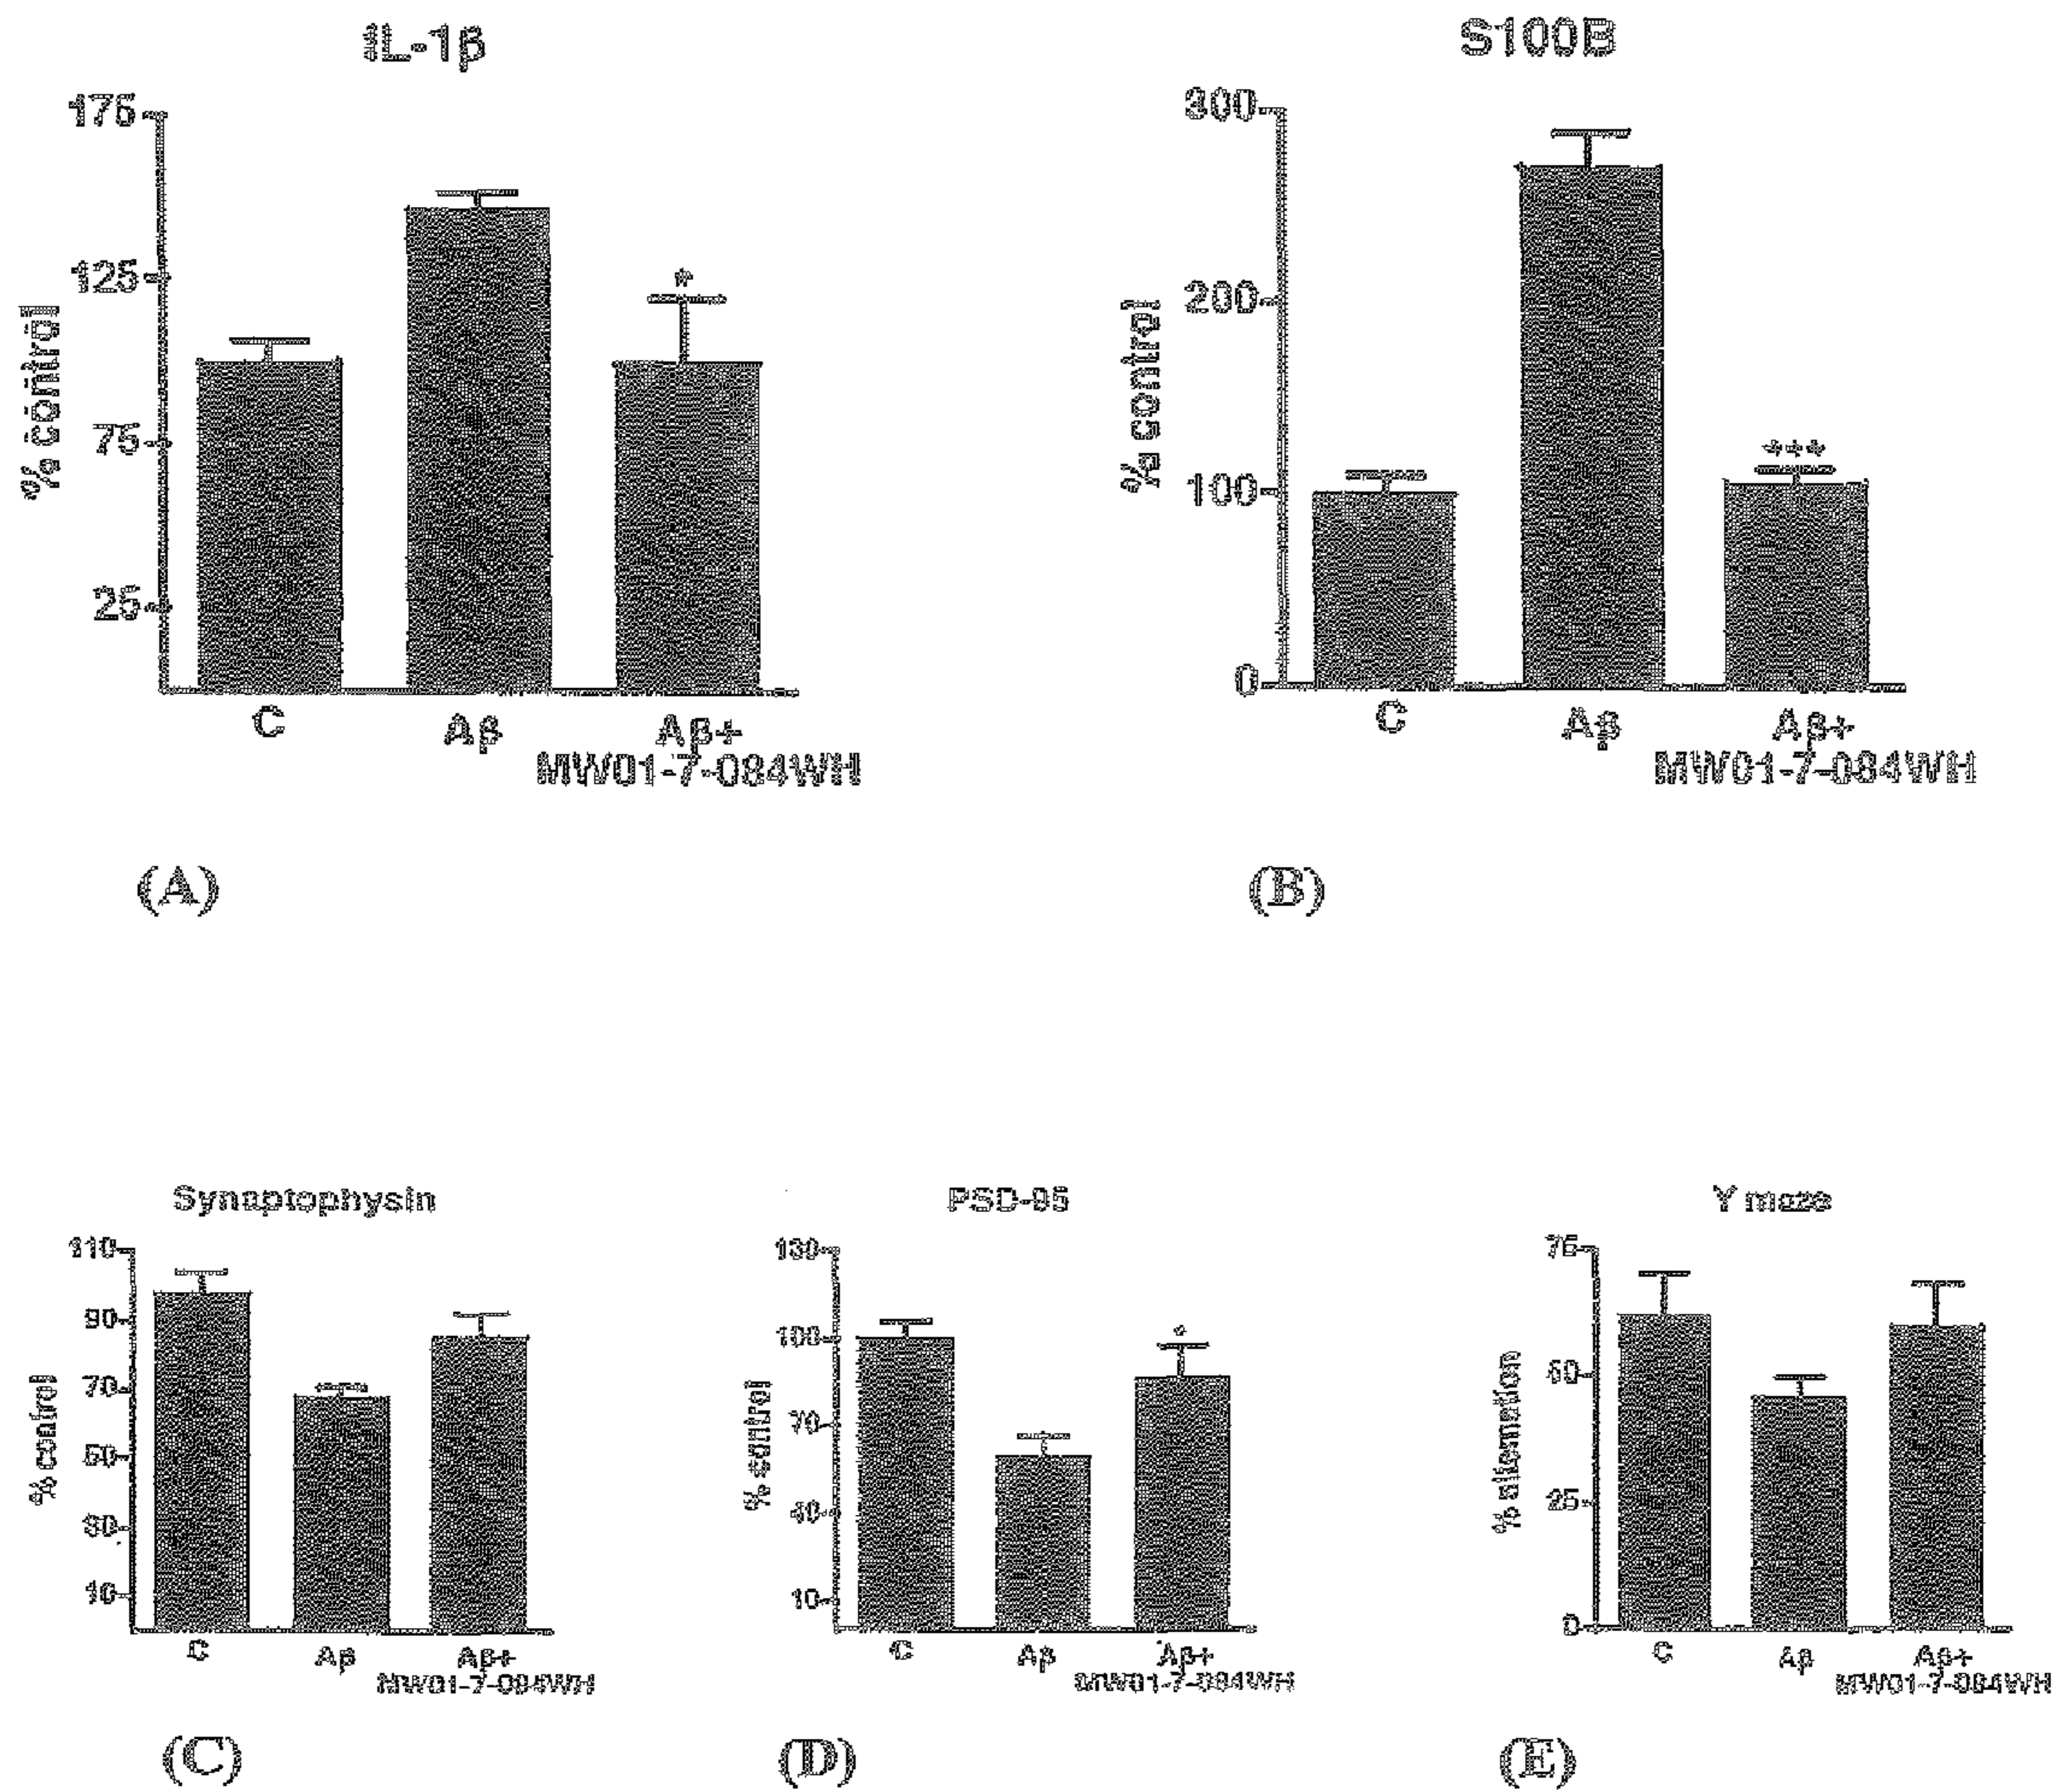 IL-1β
175
125
75
25
% control
C
Aβ
Aβ+
MW01-7-084WH
*
(A)
S100B
300
200
100
0
% control
C
Aβ
Aβ+
MW01-7-084WH
***
(B)
Synaptophysin
110
90
70
50
30
10
% control
C
Aβ
Aβ+
MW01-7-084WH
(C)
PSD-95
130
100
70
40
10
% control
C
Aβ
Aβ+
MW01-7-084WH
*
(D)
Y maze
75
50
25
0
% alternation
C
Aβ
Aβ+
MW01-7-084WH
(E)